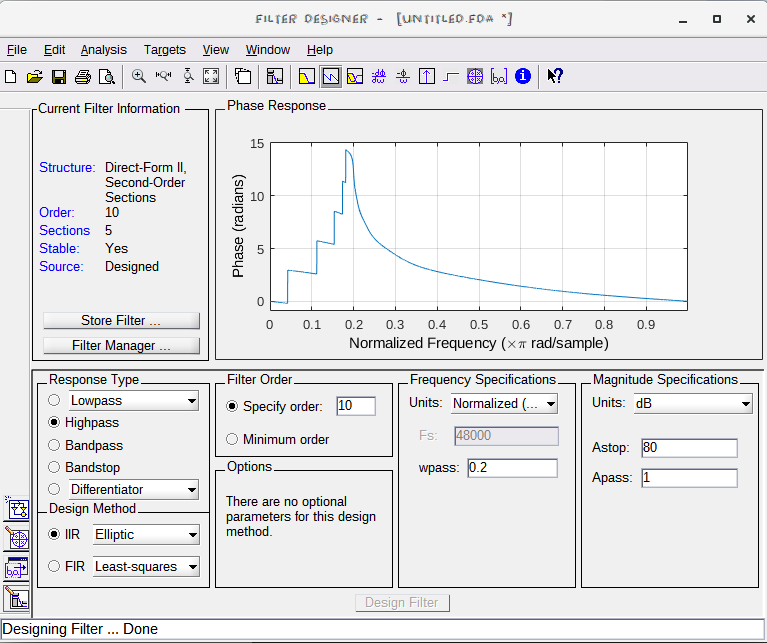 FILTER DESIGNER - [UNTITLED.FDA *]
File Edit Analysis Targets View Window Help
Current Filter Information
Structure: Direct-Form II,
Second-Order
Sections
Order: 10
Sections 5
Stable: Yes
Source: Designed
Store Filter ...
Filter Manager ...
Phase Response
15
10
5
0
Phase (radians)
0 0.1 0.2 0.3 0.4 0.5 0.6 0.7 0.8 0.9
Normalized Frequency (×π rad/sample)
Response Type
Lowpass
Highpass
Bandpass
Bandstop
Differentiator
Design Method
IIR Elliptic
FIR Least-squares
Filter Order
Specify order: 10
Minimum order
Options
There are no optional
parameters for this design
method.
Frequency Specifications
Units: Normalized (...
Fs: 48000
wpass: 0.2
Magnitude Specifications
Units: dB
Astop: 80
Apass: 1
Design Filter
Designing Filter ... Done